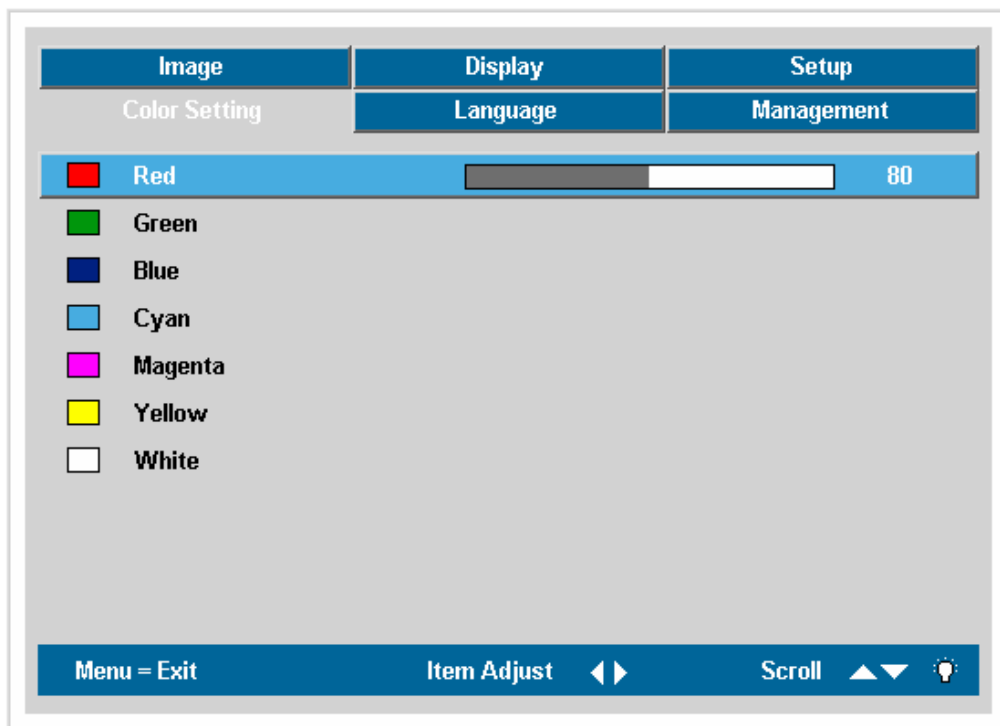 Image Display Setup
Color Setting Language Management
Red 80
Green
Blue
Cyan
Magenta
Yellow
White
Menu = Exit Item Adjust Scroll